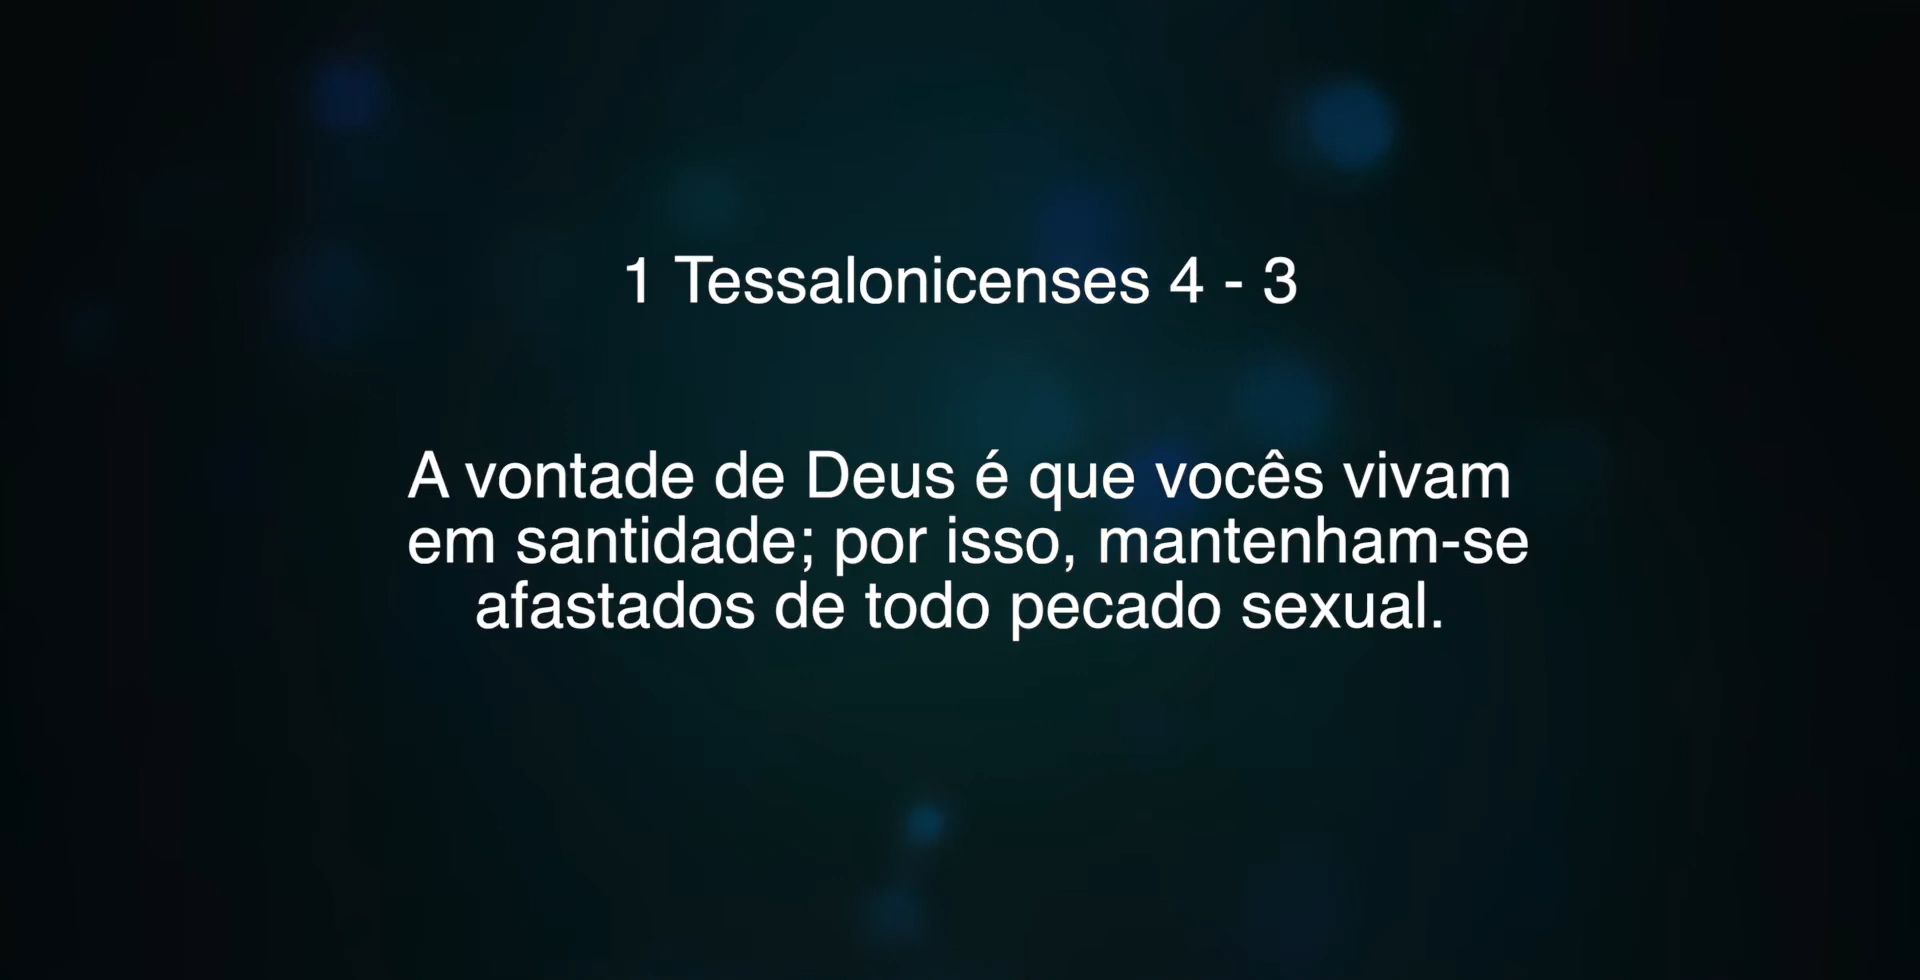 1 Tessalonicenses 4 - 3
A vontade de Deus é que vocês vivam
em santidade; por isso, mantenham-se
afastados de todo pecado sexual.